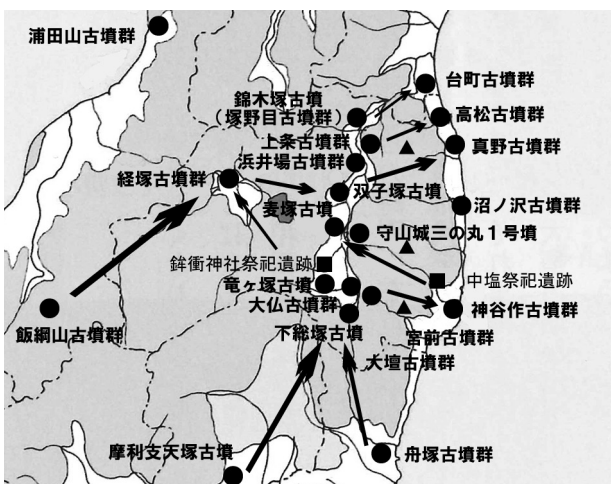 浦田山古墳群
台町古墳群
錦木塚古墳
（塚野目古墳群）
高松古墳群
上条古墳群
真野古墳群
浜井場古墳群
経塚古墳群
双子塚古墳
麦塚古墳
沼ノ沢古墳群
守山城三の丸１号墳
鉾衝神社祭祀遺跡
中塩祭祀遺跡
竜ヶ塚古墳
大仏古墳群
神谷作古墳群
飯綱山古墳群
下総塚古墳
宮前古墳群
大壇古墳群
摩利支天塚古墳
舟塚古墳群